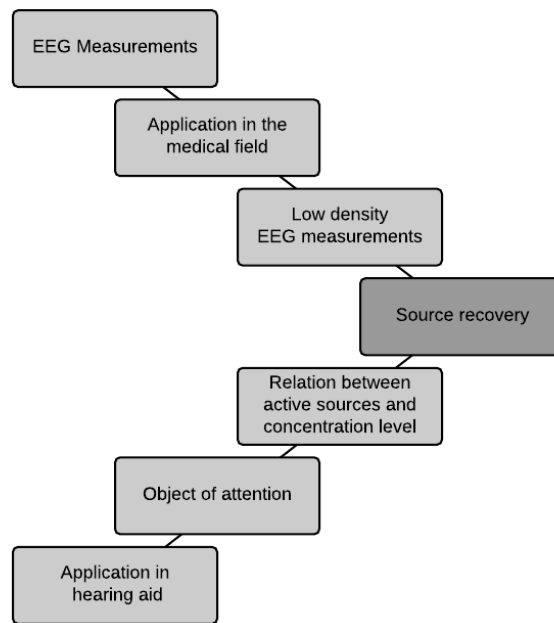 EEG Measurements
Application in the
medical field
Low density
EEG measurements
Source recovery
Relation between
active sources and
concentration level
Object of attention
Application in
hearing aid